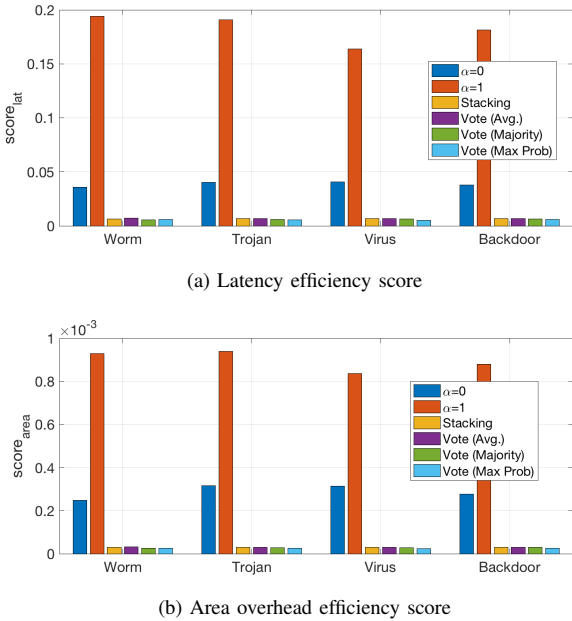 0.2
0.15
0.1
0.05
0
score_lat
α=0
α=1
Stacking
Vote (Avg.)
Vote (Majority)
Vote (Max Prob)
Worm Trojan Virus Backdoor
(a) Latency efficiency score
×10^-3
1
0.8
0.6
0.4
0.2
0
score_area
α=0
α=1
Stacking
Vote (Avg.)
Vote (Majority)
Vote (Max Prob)
Worm Trojan Virus Backdoor
(b) Area overhead efficiency score